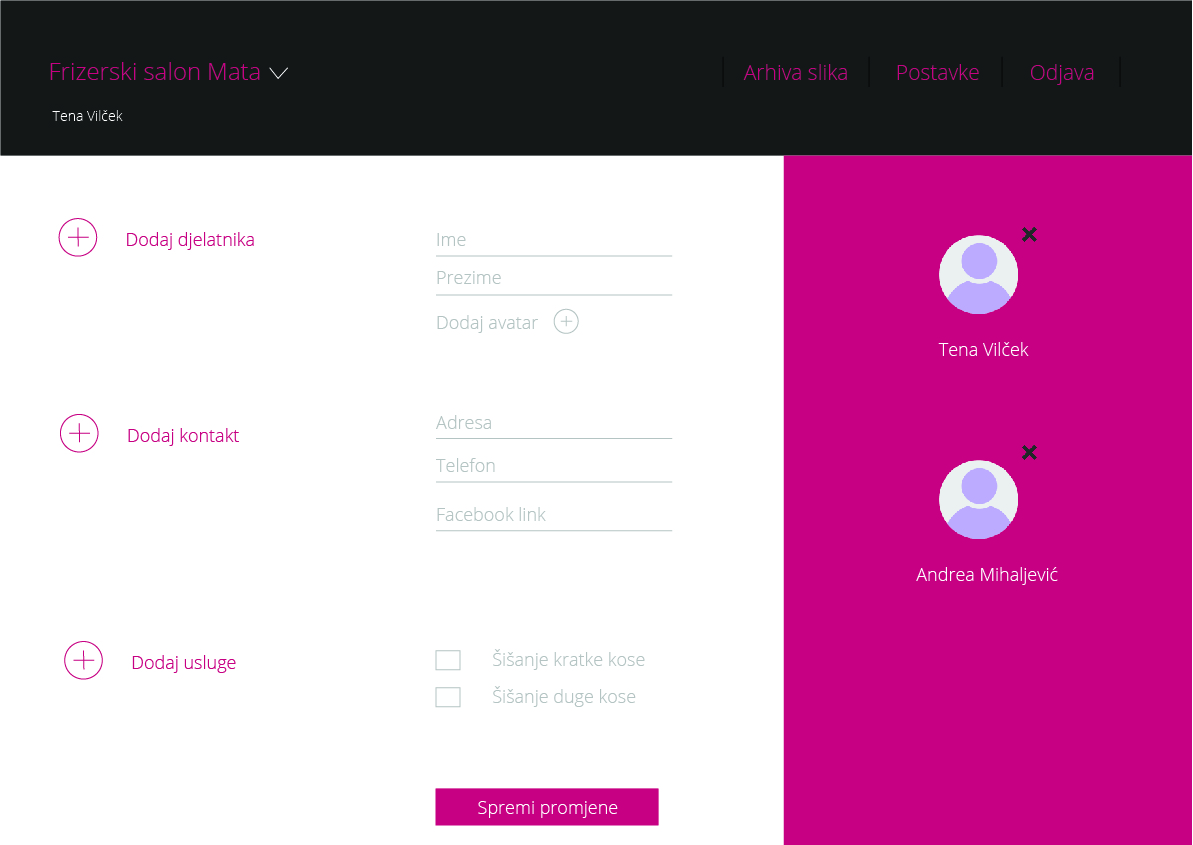 Frizerski salon Mata
Arhiva slika
Postavke
Odjava
Tena Vilček
Dodaj djelatnika
Ime
Prezime
Dodaj avatar
Dodaj kontakt
Adresa
Telefon
Facebook link
Dodaj usluge
Šišanje kratke kose
Šišanje duge kose
Spremi promjene
Tena Vilček
Andrea Mihaljević